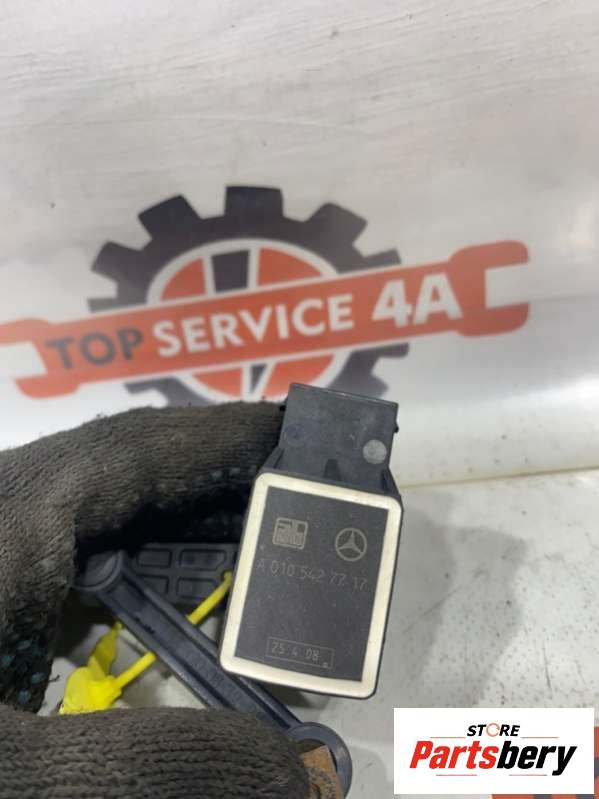 TOP SERVICE 4A
A 010 542 77 17
25.4.08
STORE
Partsbery